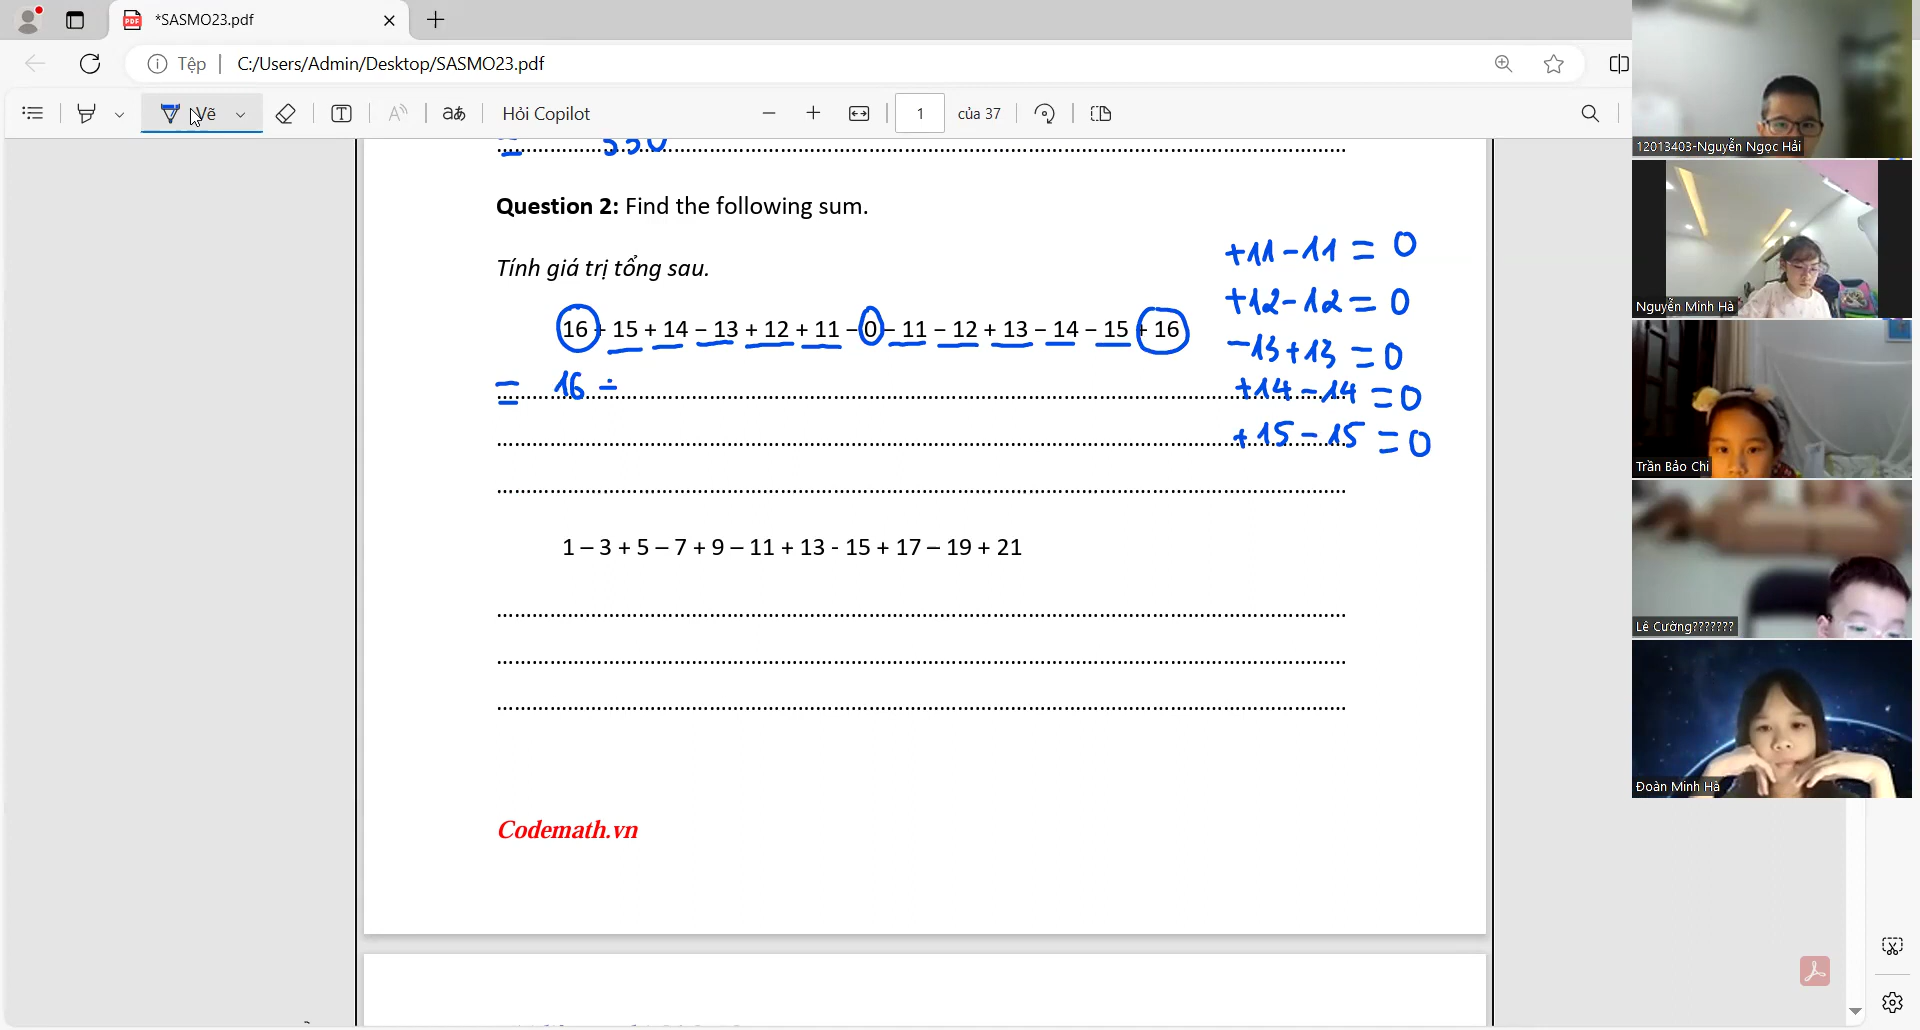 *SASMO23.pdf
Tệp
C:/Users/Admin/Desktop/SASMO23.pdf
Vẽ
T
A
aあ
Hỏi Copilot
1 của 37
= 550
Question 2: Find the following sum.
Tính giá trị tổng sau.
16 + 15 + 14 – 13 + 12 + 11 – 0 – 11 – 12 + 13 – 14 – 15 + 16
= 16 +
+11 - 11 = 0
+12 - 12 = 0
-13 + 13 = 0
+14 - 14 = 0
+15 - 15 = 0
1 – 3 + 5 – 7 + 9 – 11 + 13 - 15 + 17 – 19 + 21
Codemath.vn
12013403-Nguyễn Ngọc Hải
Nguyễn Minh Hà
Trần Bảo Chi
Lê Cường???????
Đoàn Minh Hà